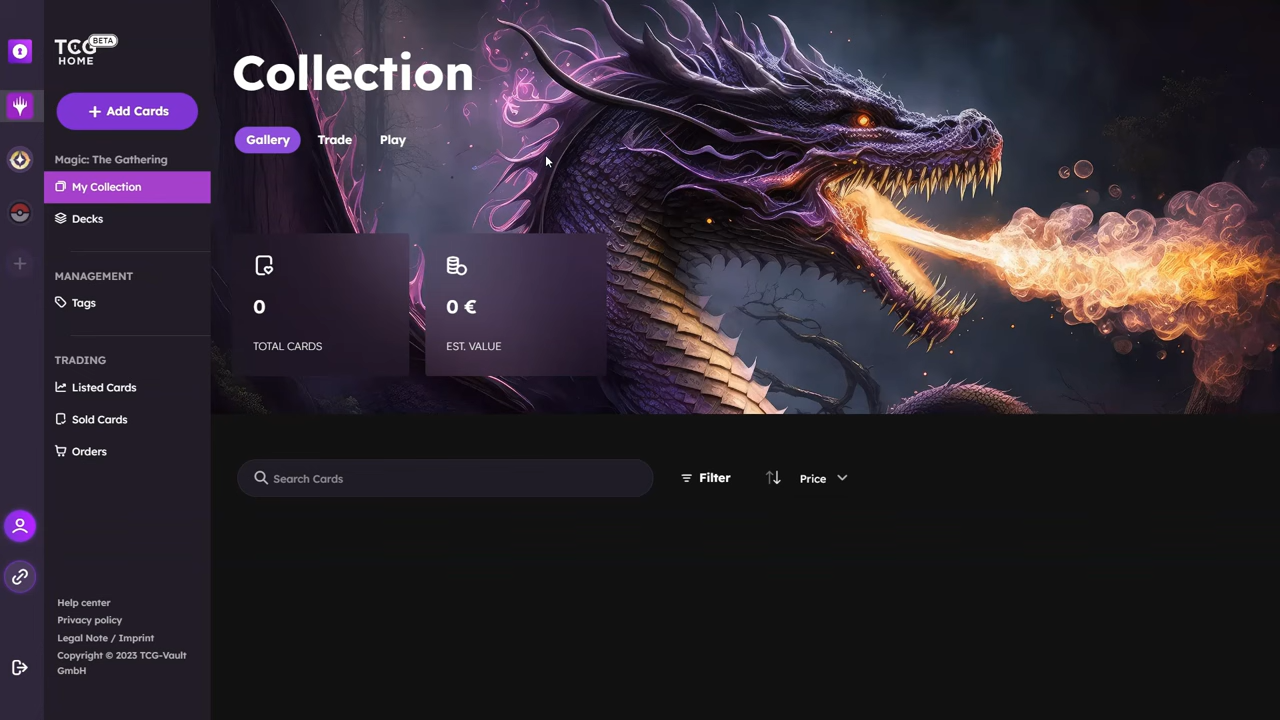 TCG BETA
HOME
+ Add Cards
Magic: The Gathering
My Collection
Decks
MANAGEMENT
Tags
TRADING
Listed Cards
Sold Cards
Orders
Help center
Privacy policy
Legal Note / Imprint
Copyright © 2023 TCG-Vault
GmbH
Collection
Gallery Trade Play
0
TOTAL CARDS
0 €
EST. VALUE
Search Cards
Filter
Price